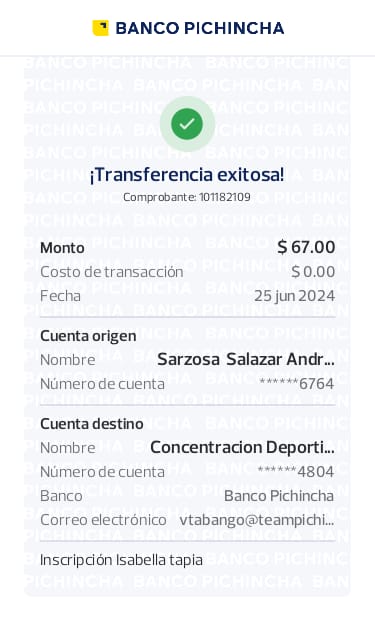 BANCO PICHINCHA
¡Transferencia exitosa!
Comprobante: 101182109
Monto $ 67.00
Costo de transacción $ 0.00
Fecha 25 jun 2024
Cuenta origen
Nombre Sarzosa Salazar Andr...
Número de cuenta ******6764
Cuenta destino
Nombre Concentracion Deporti...
Número de cuenta ******4804
Banco Banco Pichincha
Correo electrónico vtabango@teampichi...
Inscripción Isabella tapia